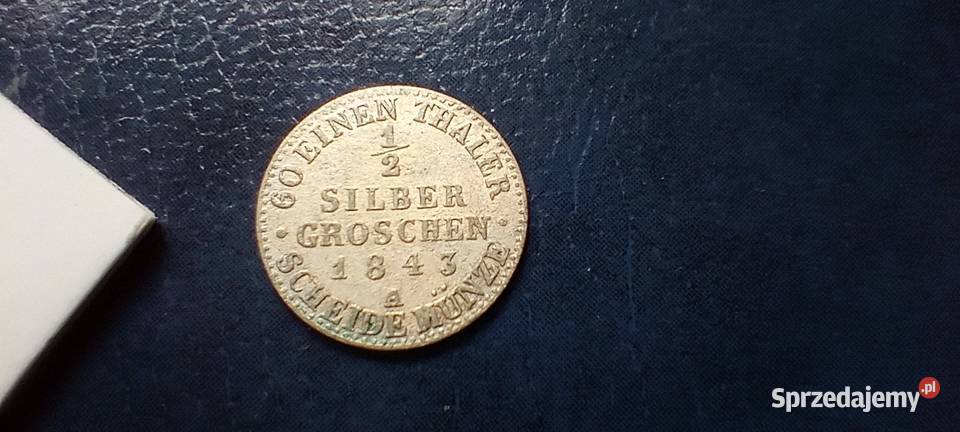 60 EINEN THALER
1
2
SILBER
· GROSCHEN ·
1843
A
SCHEIDE MÜNZE
Sprzedajemy .pl